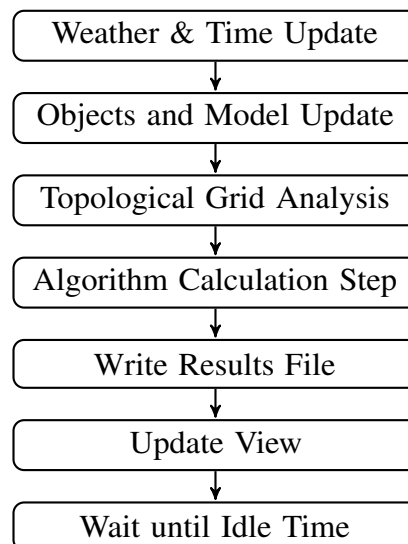 Weather & Time Update
Objects and Model Update
Topological Grid Analysis
Algorithm Calculation Step
Write Results File
Update View
Wait until Idle Time